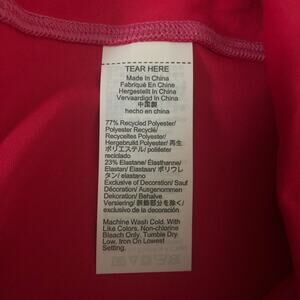 TEAR HERE
Made In China
Fabriqué En Chine
Hergestellt In China
Vervaardigd In China
中国製
hecho en China
77% Recycled Polyester/
Polyester Recyclé/
Recyceltes Polyester/
Hergebruikt Polyester/ 再生
ポリエステル/ poliéster
reciclado
23% Elastane/ Élasthanne/
Elastan/ Elastaan/ ポリウレ
タン/ elastano
Exclusive of Decoration/ Sauf
Décoration/ Ausgenommen
Dekoration/ Behalve
Versiering/ (装飾部分を除く)/
exclusivo de la decoración
Machine Wash Cold. With
Like Colors. Non-chlorine
Bleach Only. Tumble Dry
Low. Iron On Lowest
Setting.